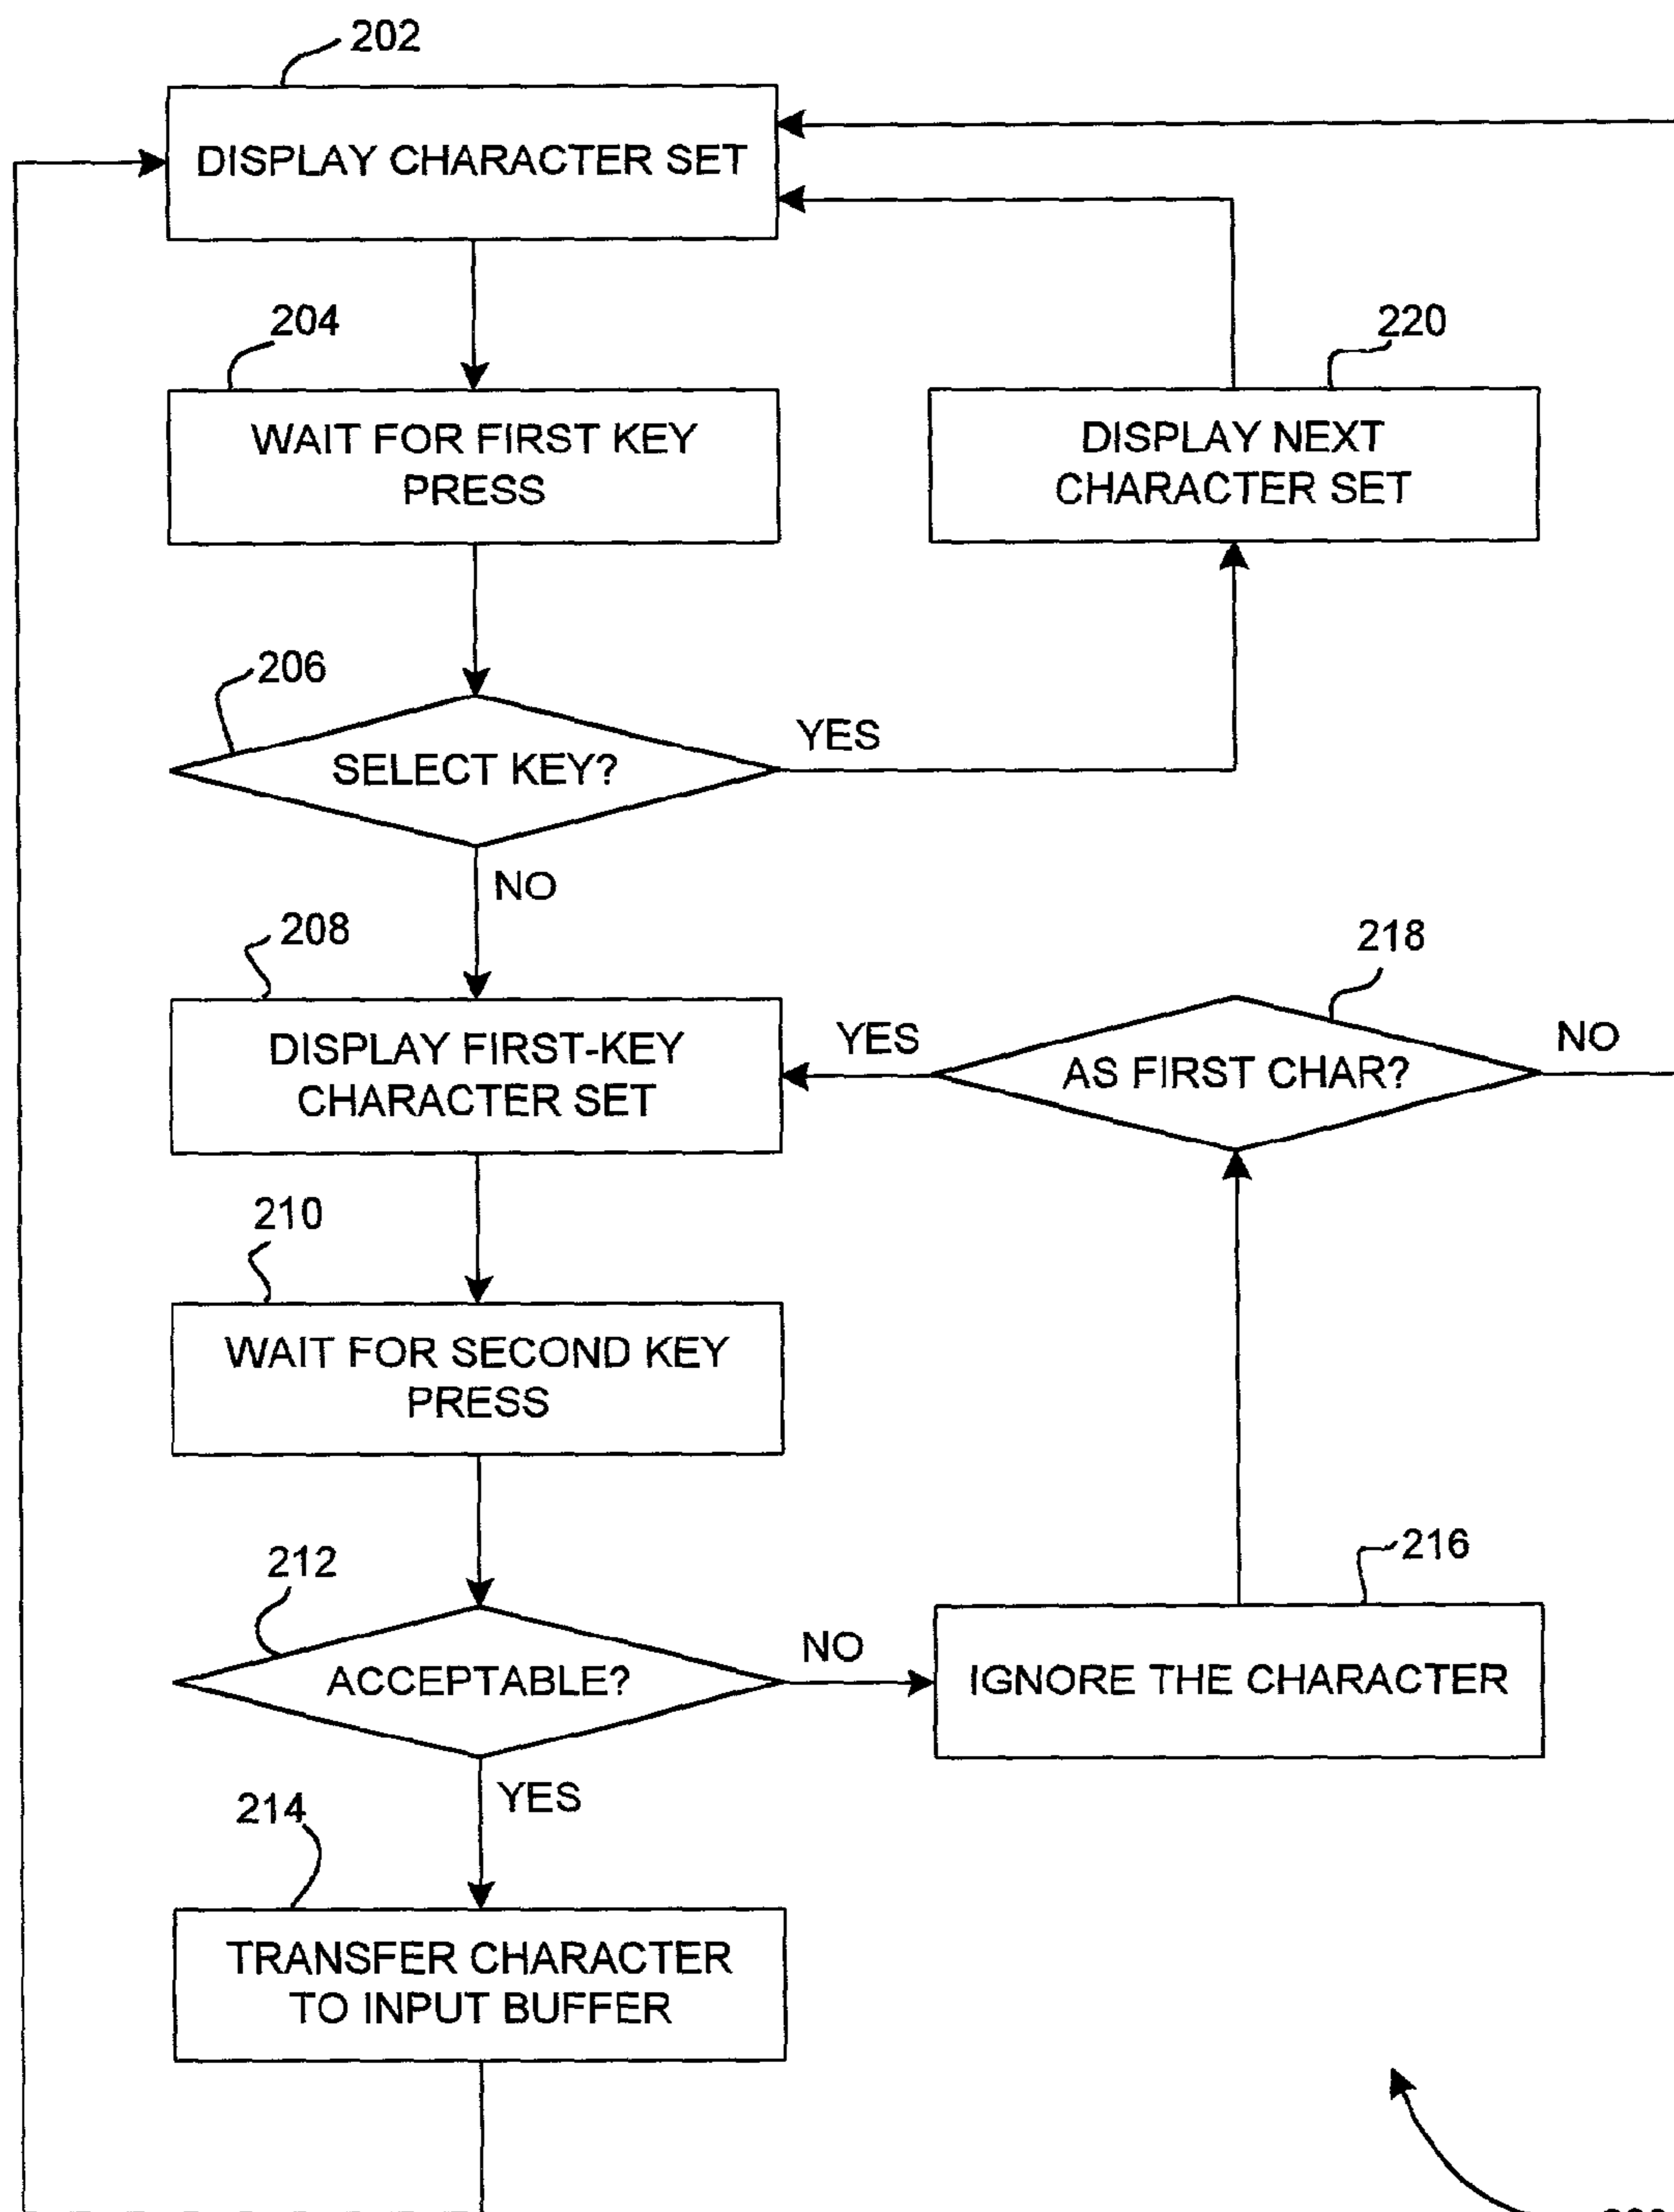 202
DISPLAY CHARACTER SET
204
220
WAIT FOR FIRST KEY
PRESS
DISPLAY NEXT
CHARACTER SET
206
SELECT KEY?
YES
NO
208
218
DISPLAY FIRST-KEY
CHARACTER SET
YES
AS FIRST CHAR?
NO
210
WAIT FOR SECOND KEY
PRESS
212
216
ACCEPTABLE?
NO
IGNORE THE CHARACTER
YES
214
TRANSFER CHARACTER
TO INPUT BUFFER